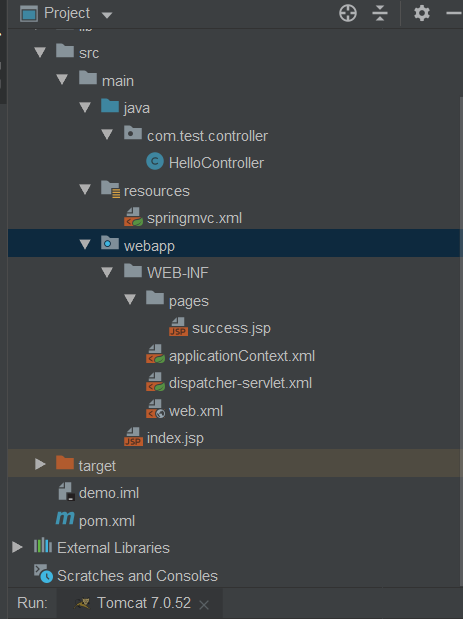 Project
lib
src
main
java
com.test.controller
HelloController
resources
springmvc.xml
webapp
WEB-INF
pages
success.jsp
applicationContext.xml
dispatcher-servlet.xml
web.xml
index.jsp
target
demo.iml
pom.xml
External Libraries
Scratches and Consoles
Run: Tomcat 7.0.52